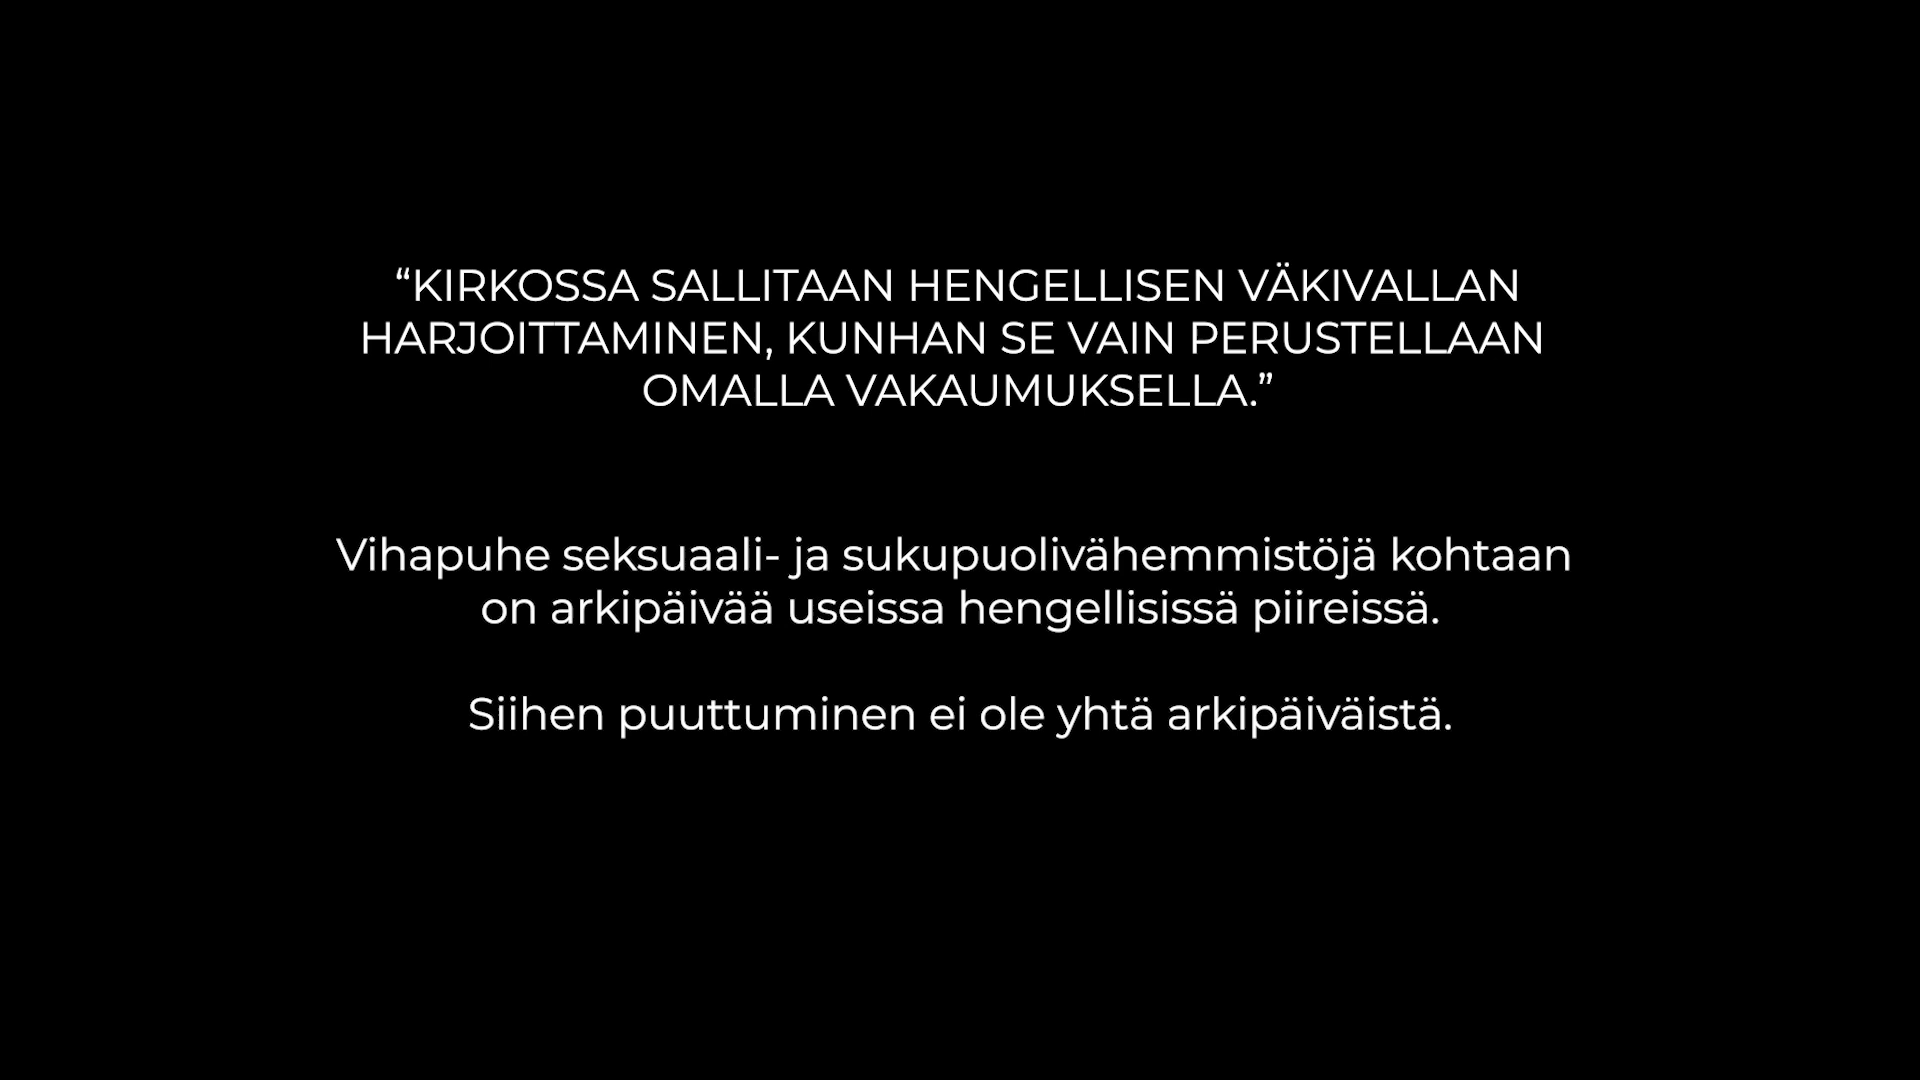 “KIRKOSSA SALLITAAN HENGELLISEN VÄKIVALLAN
HARJOITTAMINEN, KUNHAN SE VAIN PERUSTELLAAN
OMALLA VAKAUMUKSELLA.”
Vihapuhe seksuaali- ja sukupuolivähemmistöjä kohtaan
on arkipäivää useissa hengellisissä piireissä.
Siihen puuttuminen ei ole yhtä arkipäiväistä.